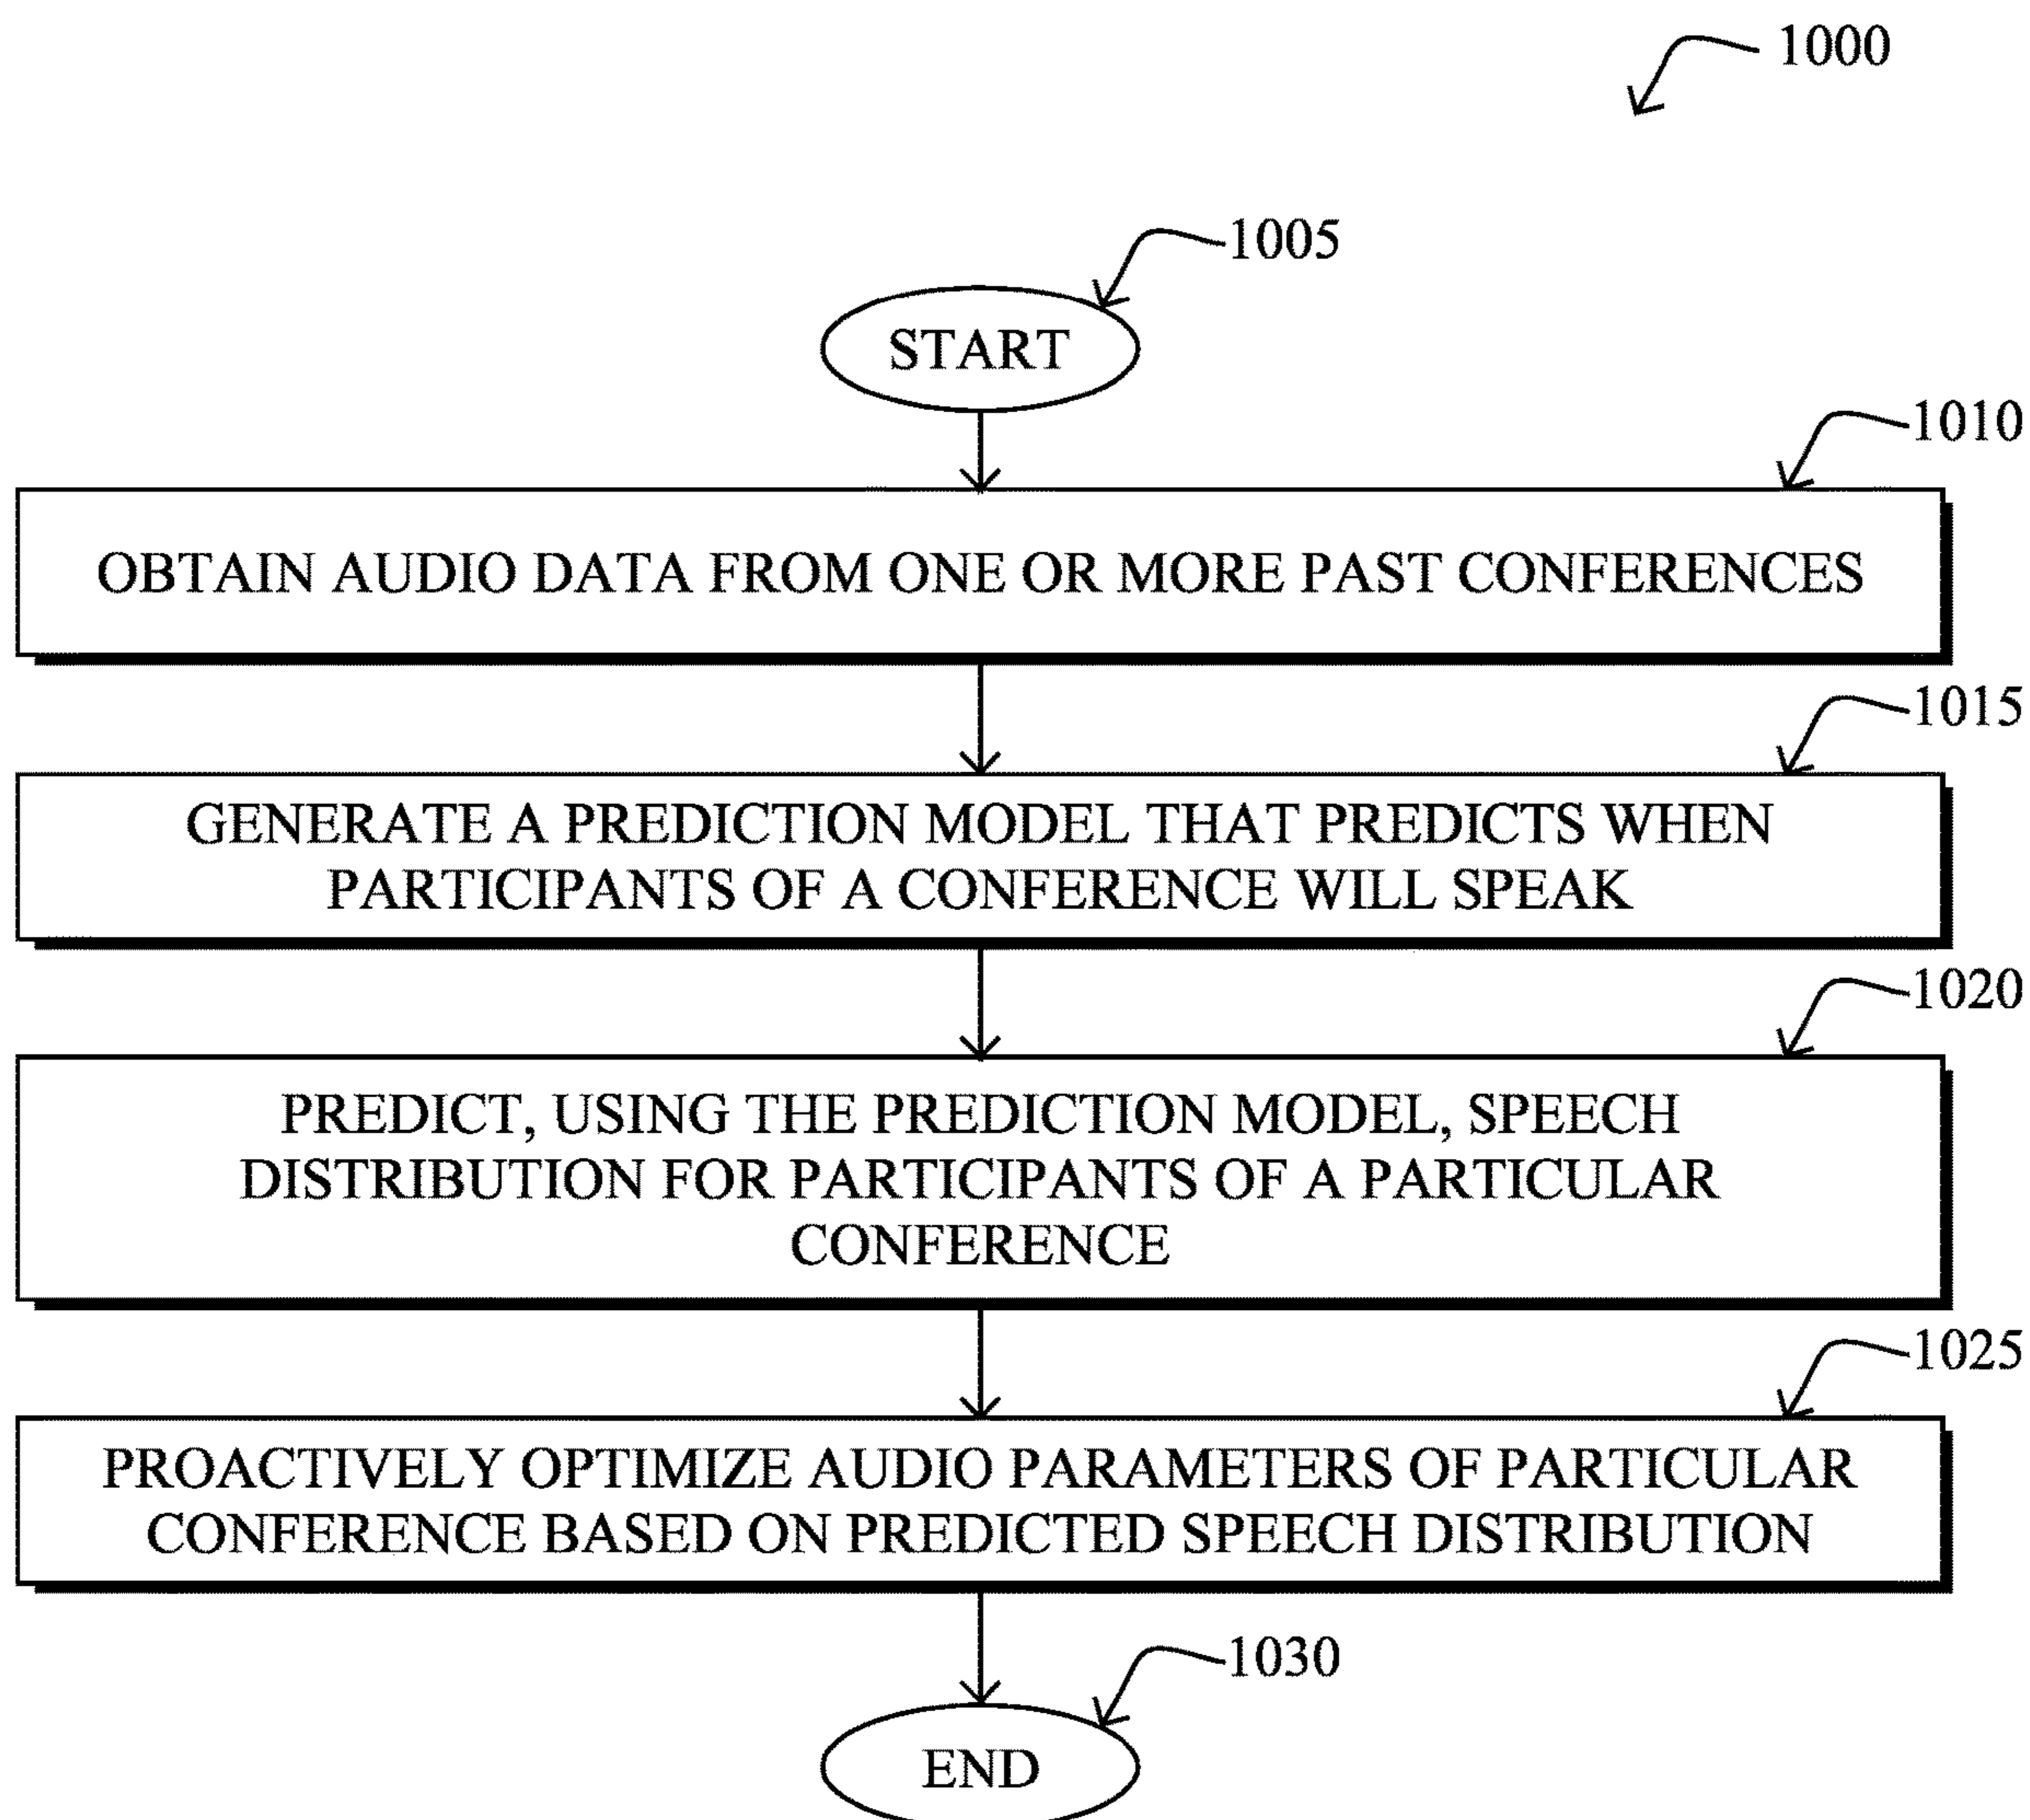 1000
1005
START
1010
OBTAIN AUDIO DATA FROM ONE OR MORE PAST CONFERENCES
1015
GENERATE A PREDICTION MODEL THAT PREDICTS WHEN
PARTICIPANTS OF A CONFERENCE WILL SPEAK
1020
PREDICT, USING THE PREDICTION MODEL, SPEECH
DISTRIBUTION FOR PARTICIPANTS OF A PARTICULAR
CONFERENCE
1025
PROACTIVELY OPTIMIZE AUDIO PARAMETERS OF PARTICULAR
CONFERENCE BASED ON PREDICTED SPEECH DISTRIBUTION
1030
END